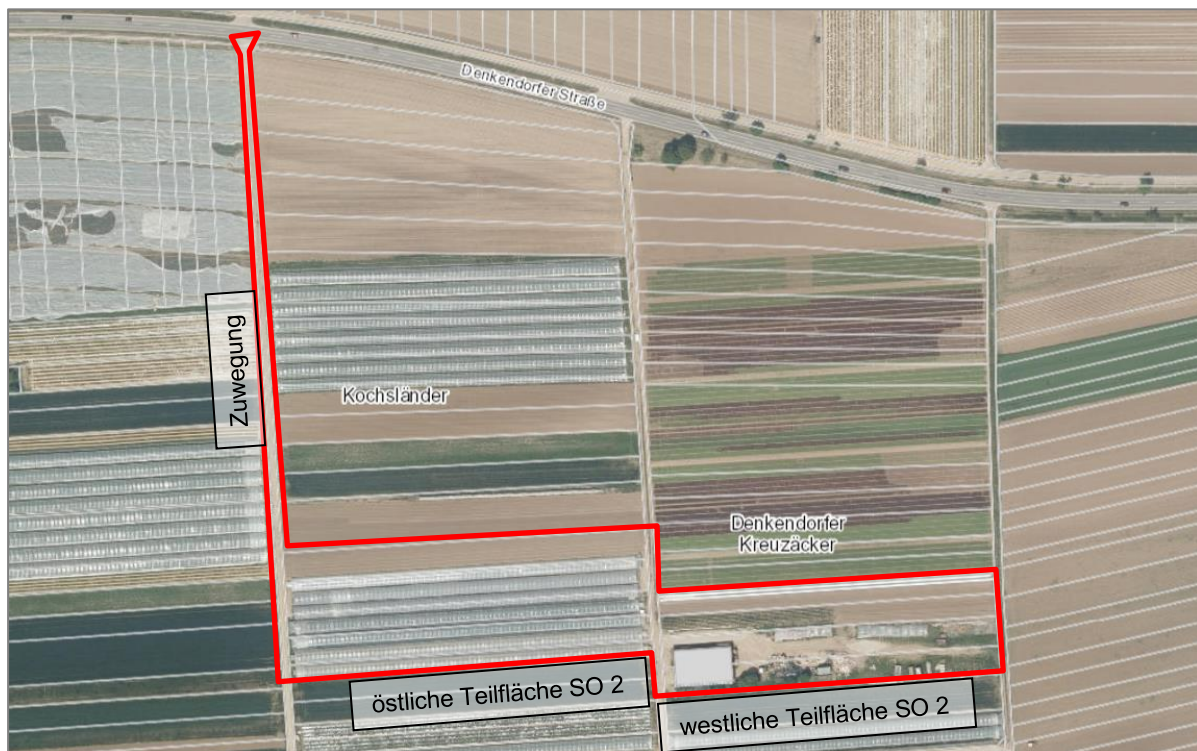 Denkendorfer Straße
Zuwegung
Kochsländer
Denkendorfer
Kreuzäcker
östliche Teilfläche SO 2
westliche Teilfläche SO 2